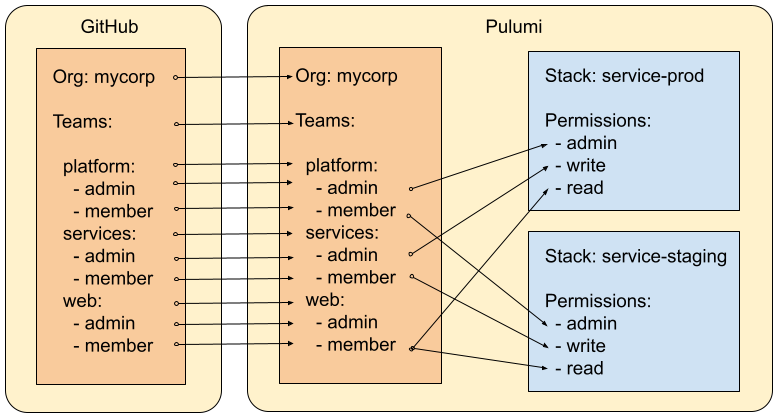 GitHub
Org: mycorp
Teams:
platform:
- admin
- member
services:
- admin
- member
web:
- admin
- member
Pulumi
Org: mycorp
Teams:
platform:
- admin
- member
services:
- admin
- member
web:
- admin
- member
Stack: service-prod
Permissions:
- admin
- write
- read
Stack: service-staging
Permissions:
- admin
- write
- read